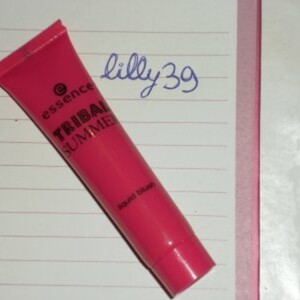 lilly39
e
essence
TRIBAL
SUMMER
liquid blush